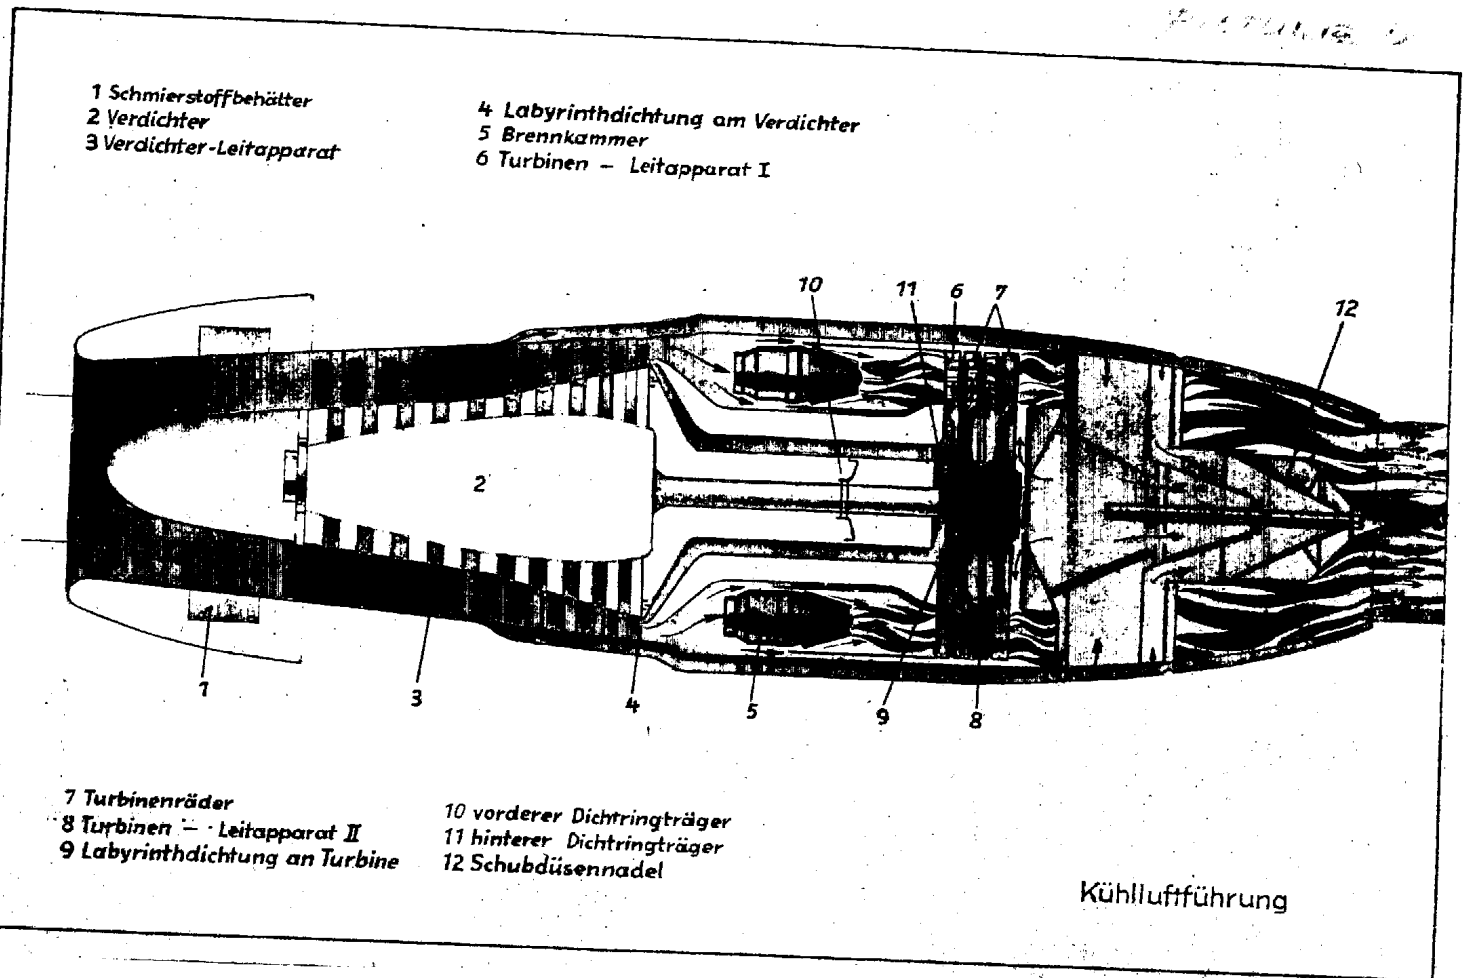 1 Schmierstoffbehälter
2 Verdichter
3 Verdichter-Leitapparat
4 Labyrinthdichtung am Verdichter
5 Brennkammer
6 Turbinen – Leitapparat I
10
11
6
7
12
2
1
3
4
5
9
8
7 Turbinenräder
8 Turbinen – Leitapparat II
9 Labyrinthdichtung an Turbine
10 vorderer Dichtringträger
11 hinterer Dichtringträger
12 Schubdüsennadel
Kühlluftführung